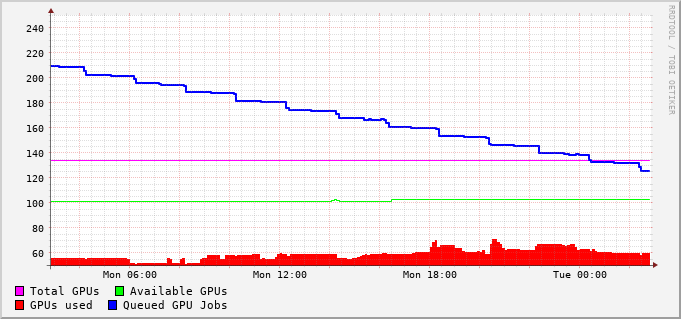 RRDTOOL / TOBI OETIKER
240
220
200
180
160
140
120
100
80
60
Mon 06:00 Mon 12:00 Mon 18:00 Tue 00:00
Total GPUs Available GPUs
GPUs used Queued GPU Jobs